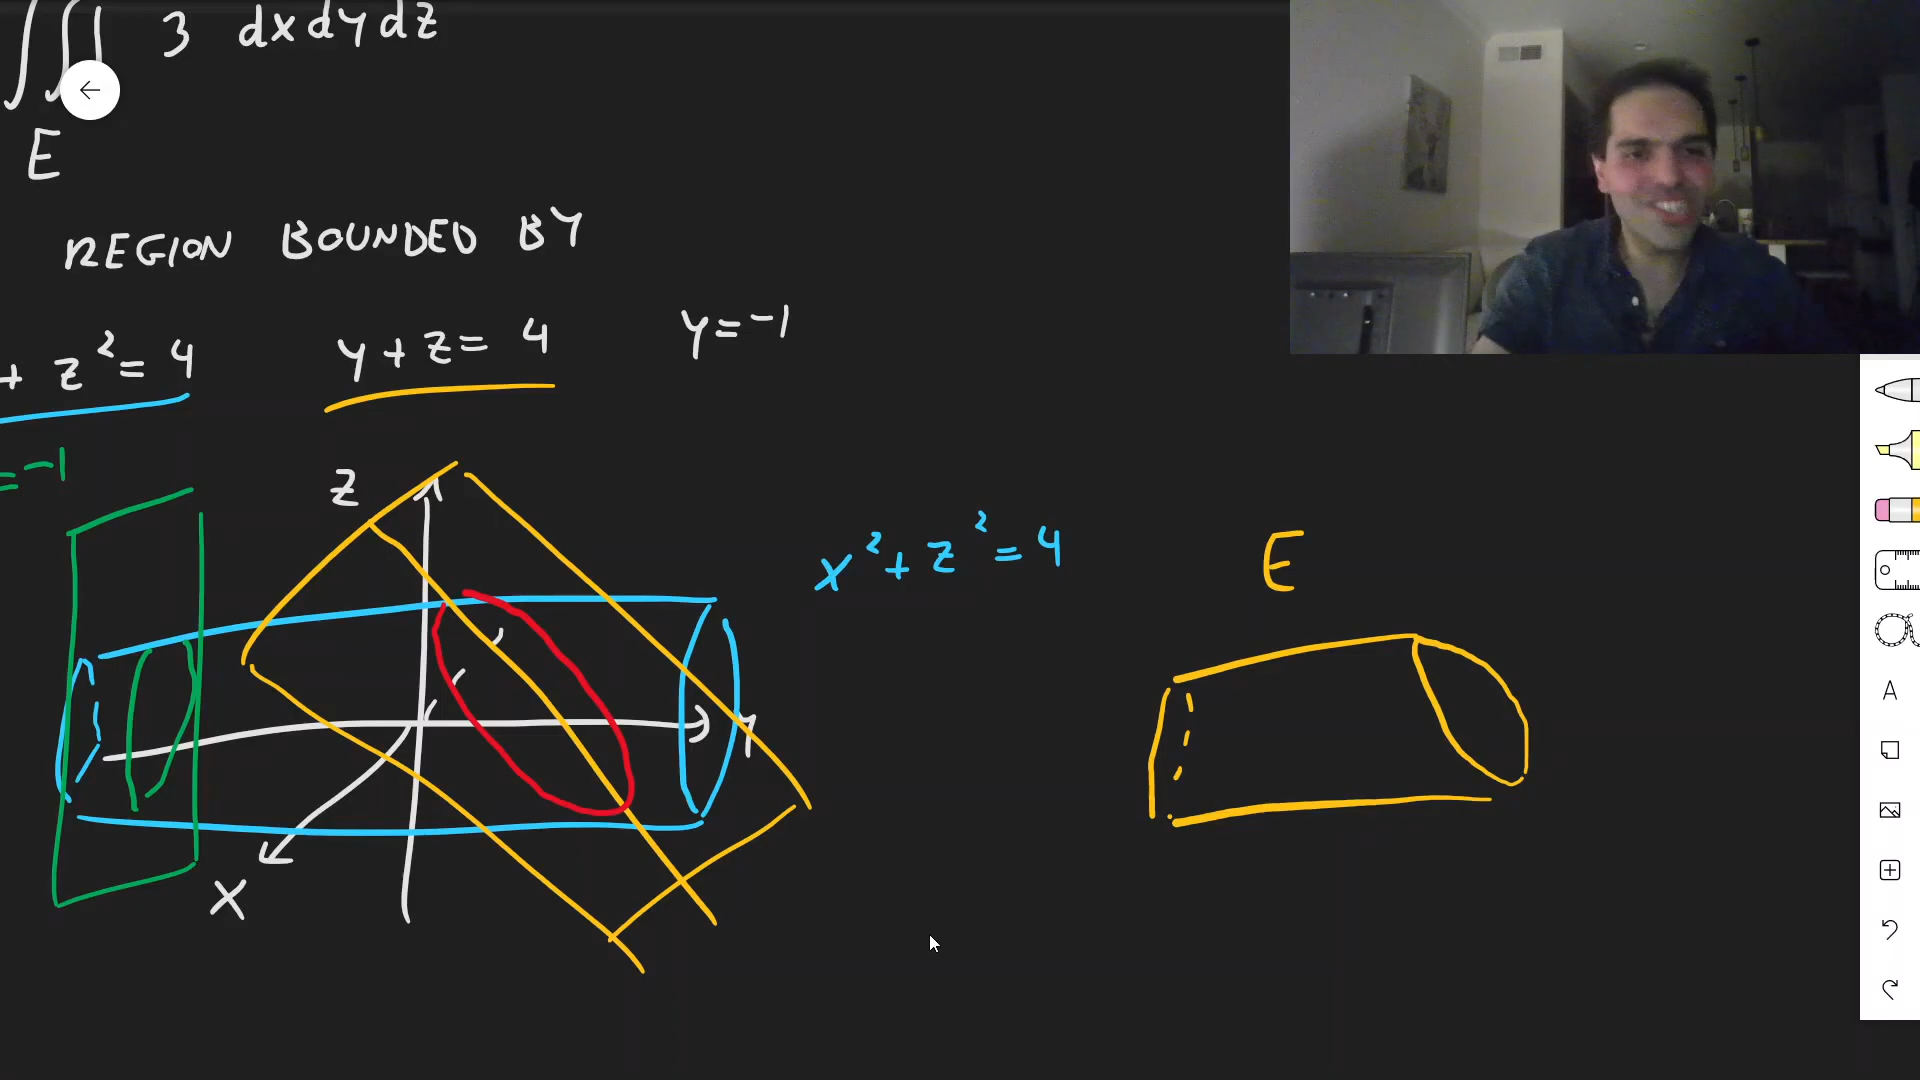 ∫∫∫ 3 dxdydz
E
REGION BOUNDED BY
+ z² = 4 y + z = 4 y = -1
= -1
z
x² + z² = 4 E
y
x
A